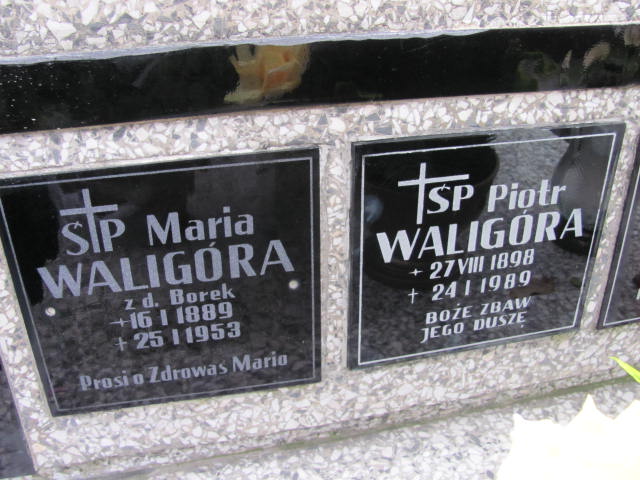 ŚP Maria
WALIGÓRA
z d. Borek
+16 I 1889
+25 I 1953
Prosi o Zdrowaś Mario
ŚP Piotr
WALIGÓRA
+ 27 VIII 1898
+ 24 I 1989
BOŻE ZBAW
JEGO DUSZĘ